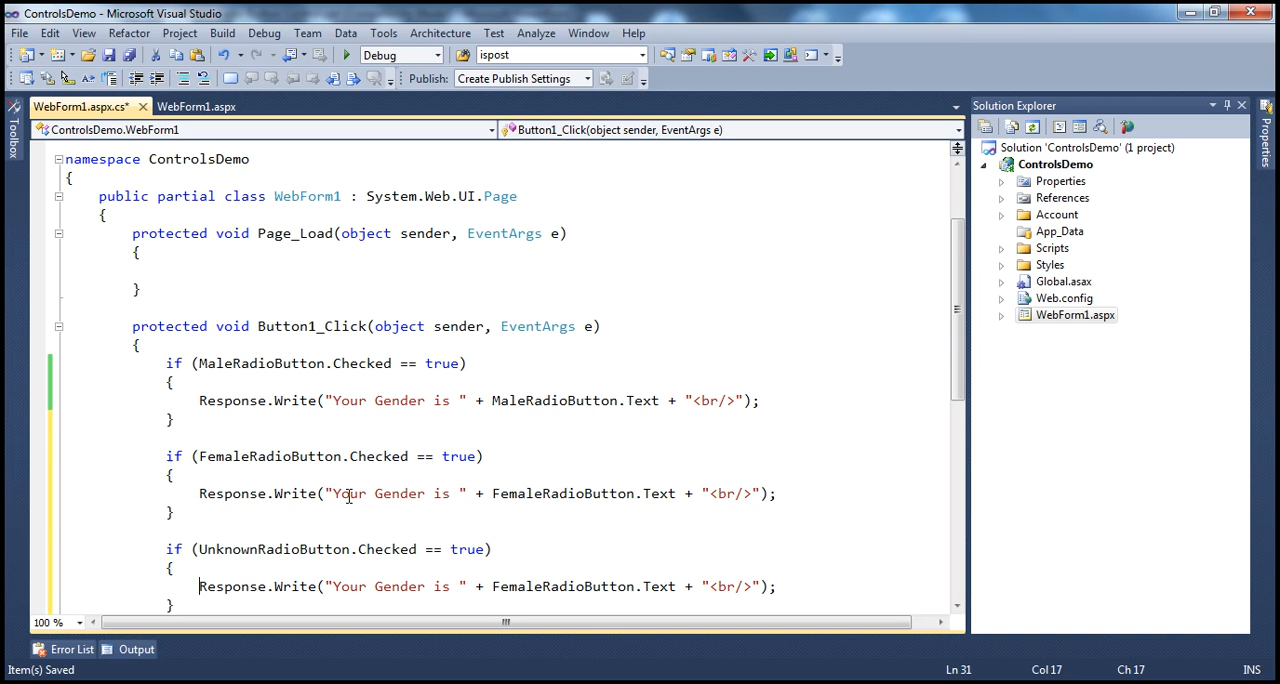 ControlsDemo - Microsoft Visual Studio
File Edit View Refactor Project Build Debug Team Data Tools Architecture Test Analyze Window Help
Debug ispost
Publish: Create Publish Settings
WebForm1.aspx.cs* WebForm1.aspx
ControlsDemo.WebForm1 Button1_Click(object sender, EventArgs e)
namespace ControlsDemo
{
public partial class WebForm1 : System.Web.UI.Page
{
protected void Page_Load(object sender, EventArgs e)
{
}
protected void Button1_Click(object sender, EventArgs e)
{
if (MaleRadioButton.Checked == true)
{
Response.Write("Your Gender is " + MaleRadioButton.Text + "<br/>");
}
if (FemaleRadioButton.Checked == true)
{
Response.Write("Your Gender is " + FemaleRadioButton.Text + "<br/>");
}
if (UnknownRadioButton.Checked == true)
{
Response.Write("Your Gender is " + FemaleRadioButton.Text + "<br/>");
}
100 %
Toolbox
Solution Explorer
Solution 'ControlsDemo' (1 project)
ControlsDemo
Properties
References
Account
App_Data
Scripts
Styles
Global.asax
Web.config
WebForm1.aspx
Properties
Error List Output
Item(s) Saved Ln 31 Col 17 Ch 17 INS